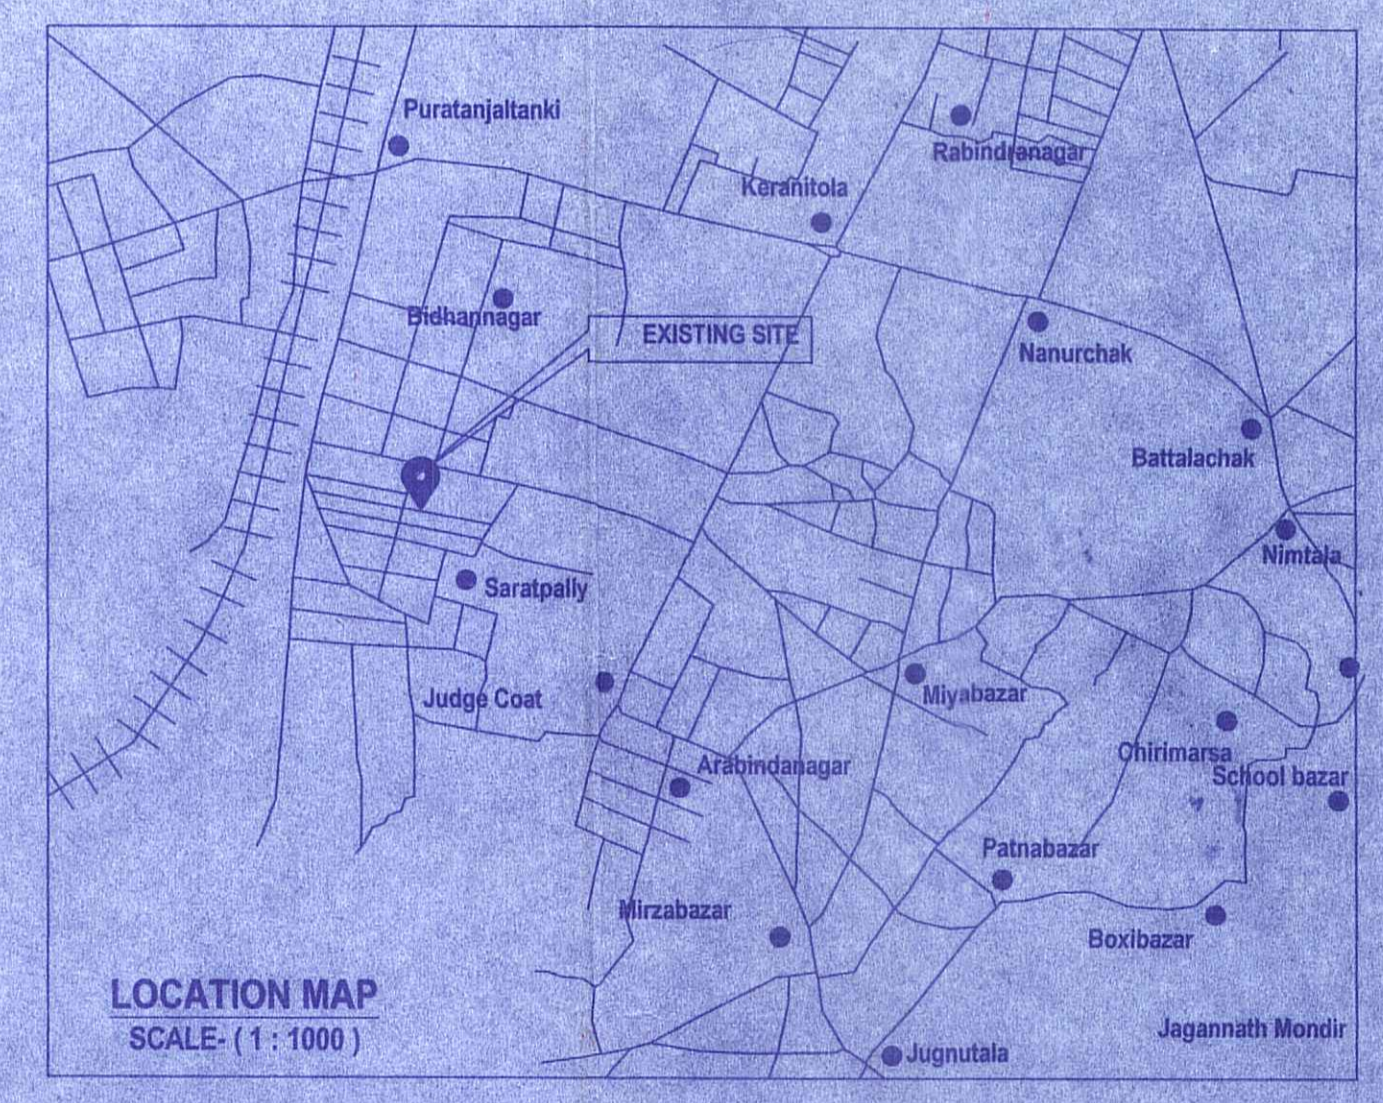 Puratanjaltanki
Rabindranagar
Keranitola
Bidhannagar
EXISTING SITE
Nanurchak
Battalachak
Nimtala
Saratpally
Judge Coat
Miyabazar
Chirimarsa
Arabindanagar
School bazar
Patnabazar
Mirzabazar
Boxibazar
LOCATION MAP
SCALE- ( 1 : 1000 )
Jagannath Mondir
Jugnutala